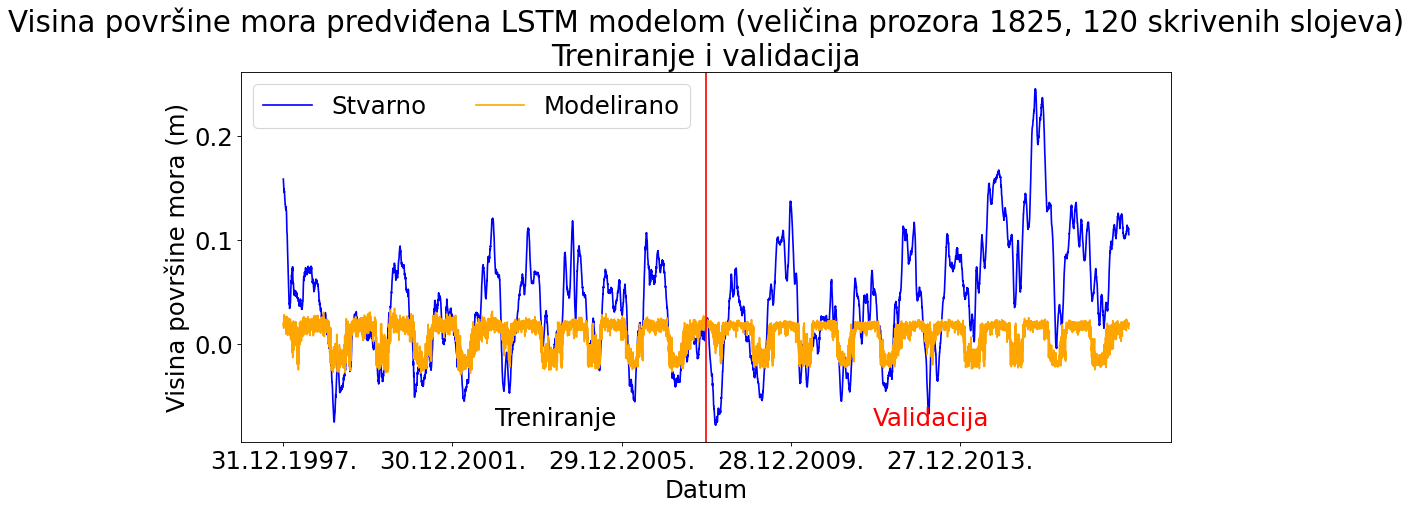 Visina površine mora predviđena LSTM modelom (veličina prozora 1825, 120 skrivenih slojeva)
Treniranje i validacija
Stvarno
Modelirano
Visina površine mora (m)
0.2
0.1
0.0
Treniranje
Validacija
31.12.1997.
30.12.2001.
29.12.2005.
28.12.2009.
27.12.2013.
Datum